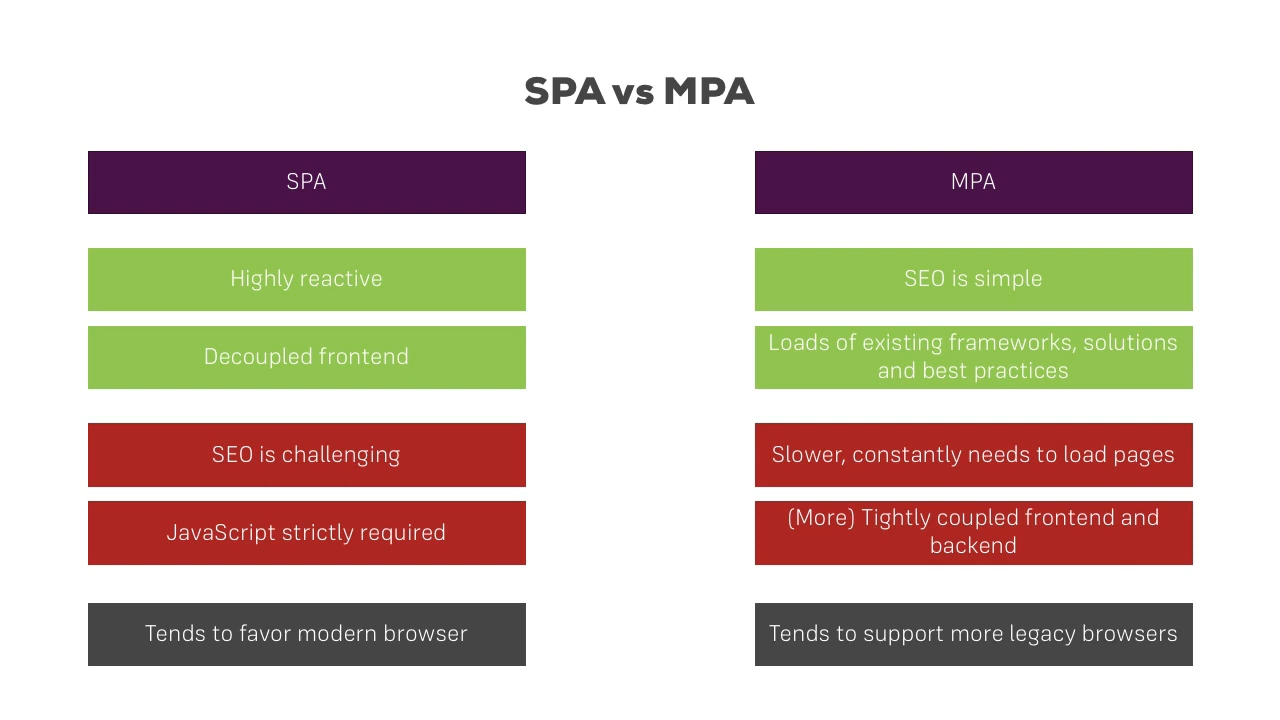 SPA vs MPA
SPA
MPA
Highly reactive
SEO is simple
Decoupled frontend
Loads of existing frameworks, solutions
and best practices
SEO is challenging
Slower, constantly needs to load pages
JavaScript strictly required
(More) Tightly coupled frontend and
backend
Tends to favor modern browser
Tends to support more legacy browsers